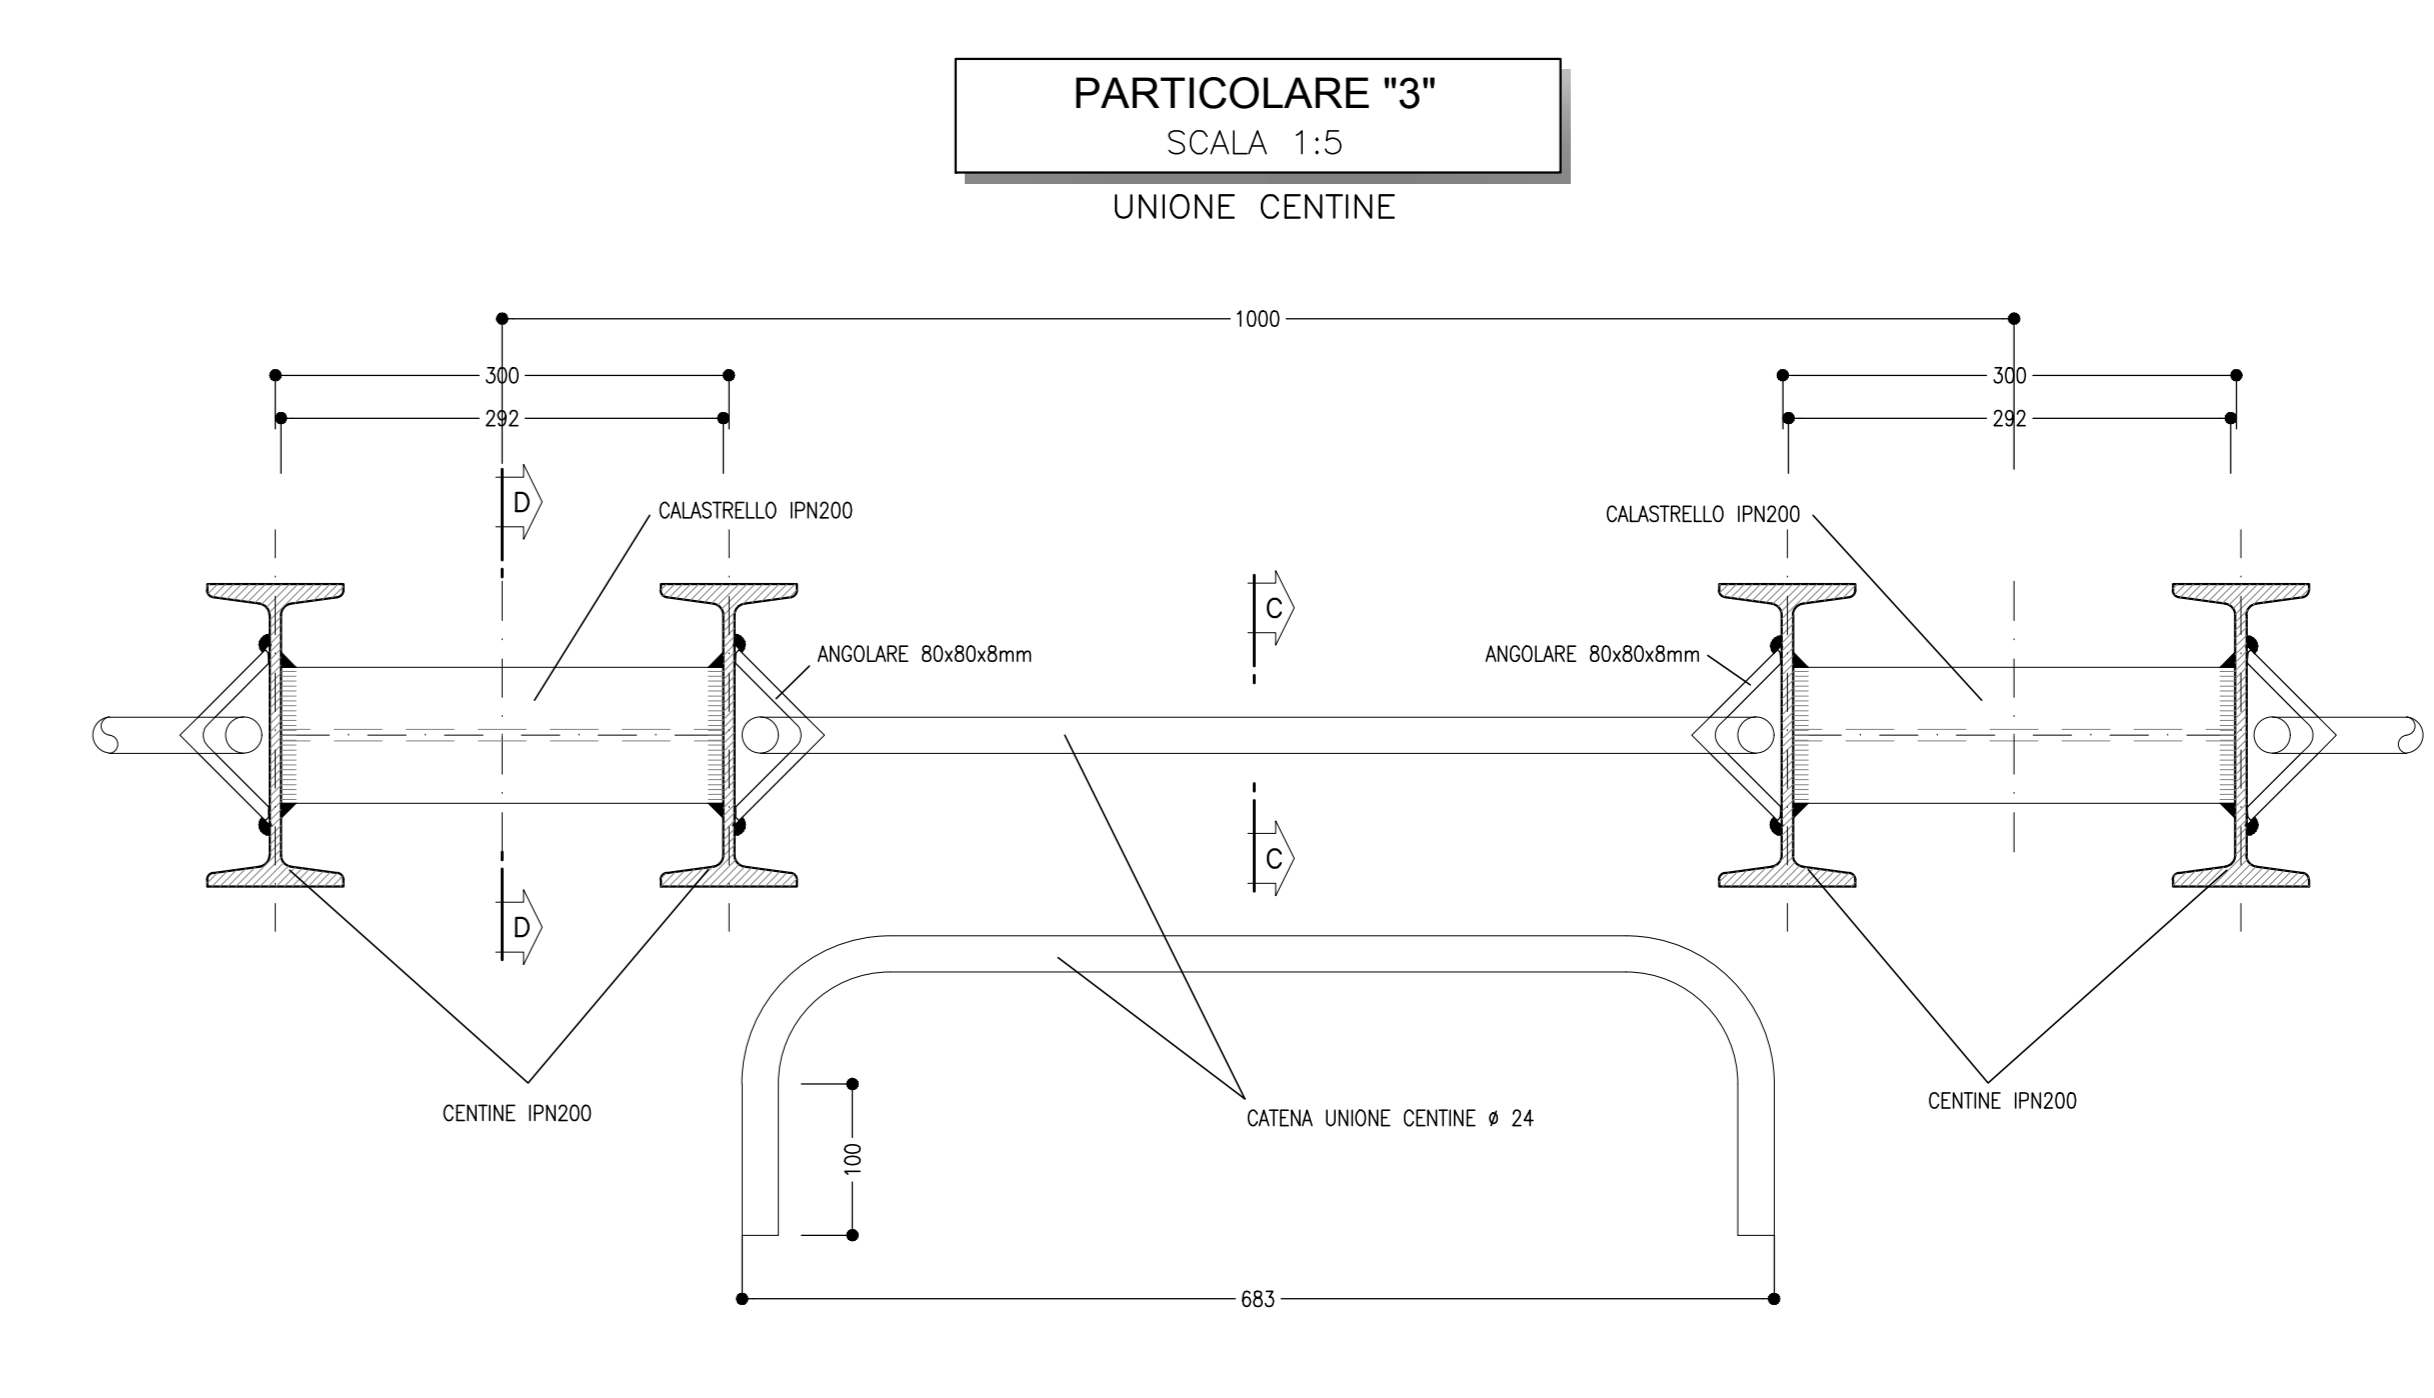 PARTICOLARE "3"
SCALA 1:5
UNIONE CENTINE
1000
300
300
292
292
D
CALASTRELLO IPN200
CALASTRELLO IPN200
C
ANGOLARE 80x80x8mm
ANGOLARE 80x80x8mm
C
D
CENTINE IPN200
CATENA UNIONE CENTINE ø 24
CENTINE IPN200
100
683